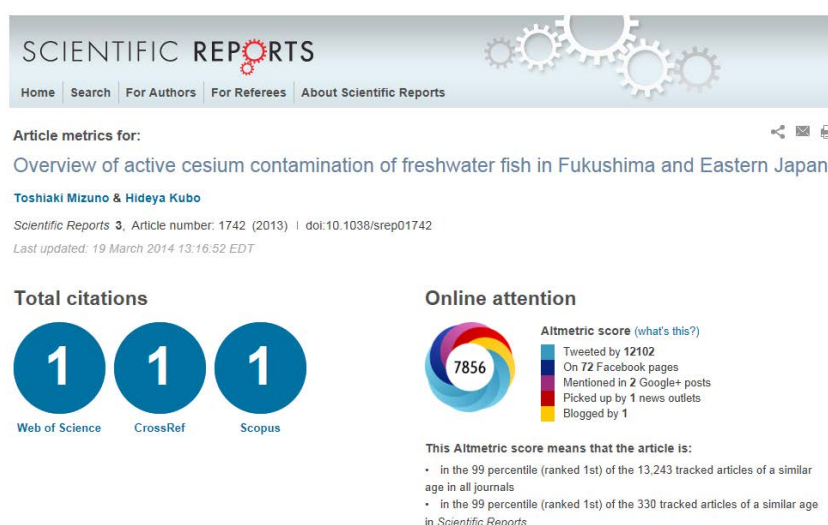 SCIENTIFIC REPORTS
Home Search For Authors For Referees About Scientific Reports
Article metrics for:
Overview of active cesium contamination of freshwater fish in Fukushima and Eastern Japan
Toshiaki Mizuno & Hideya Kubo
Scientific Reports 3, Article number: 1742 (2013) | doi:10.1038/srep01742
Last updated: 19 March 2014 13:16:52 EDT
Total citations
1 1 1
Web of Science CrossRef Scopus
Online attention
7856
Altmetric score (what's this?)
Tweeted by 12102
On 72 Facebook pages
Mentioned in 2 Google+ posts
Picked up by 1 news outlets
Blogged by 1
This Altmetric score means that the article is:
• in the 99 percentile (ranked 1st) of the 13,243 tracked articles of a similar
age in all journals
• in the 99 percentile (ranked 1st) of the 330 tracked articles of a similar age
in Scientific Reports